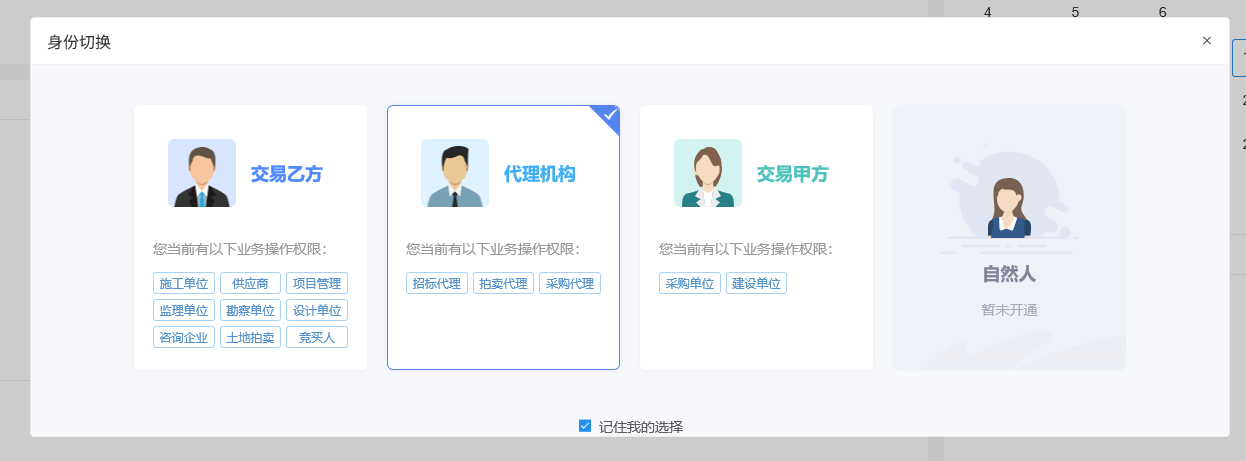 4 5 6
身份切换
×
交易乙方
您当前有以下业务操作权限:
施工单位 供应商 项目管理
监理单位 勘察单位 设计单位
咨询企业 土地拍卖 竞买人
代理机构
您当前有以下业务操作权限:
招标代理 拍卖代理 采购代理
交易甲方
您当前有以下业务操作权限:
采购单位 建设单位
自然人
暂未开通
记住我的选择